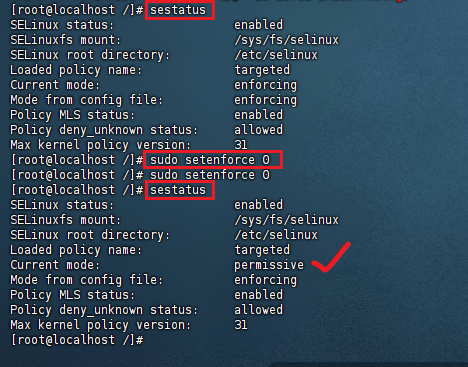 [root@localhost /]# sestatus
SELinux status:                 enabled
SELinuxfs mount:                /sys/fs/selinux
SELinux root directory:         /etc/selinux
Loaded policy name:             targeted
Current mode:                   enforcing
Mode from config file:          enforcing
Policy MLS status:              enabled
Policy deny_unknown status:     allowed
Max kernel policy version:      31
[root@localhost /]# sudo setenforce 0
[root@localhost /]# sudo setenforce 0
[root@localhost /]# sestatus
SELinux status:                 enabled
SELinuxfs mount:                /sys/fs/selinux
SELinux root directory:         /etc/selinux
Loaded policy name:             targeted
Current mode:                   permissive
Mode from config file:          enforcing
Policy MLS status:              enabled
Policy deny_unknown status:     allowed
Max kernel policy version:      31
[root@localhost /]#